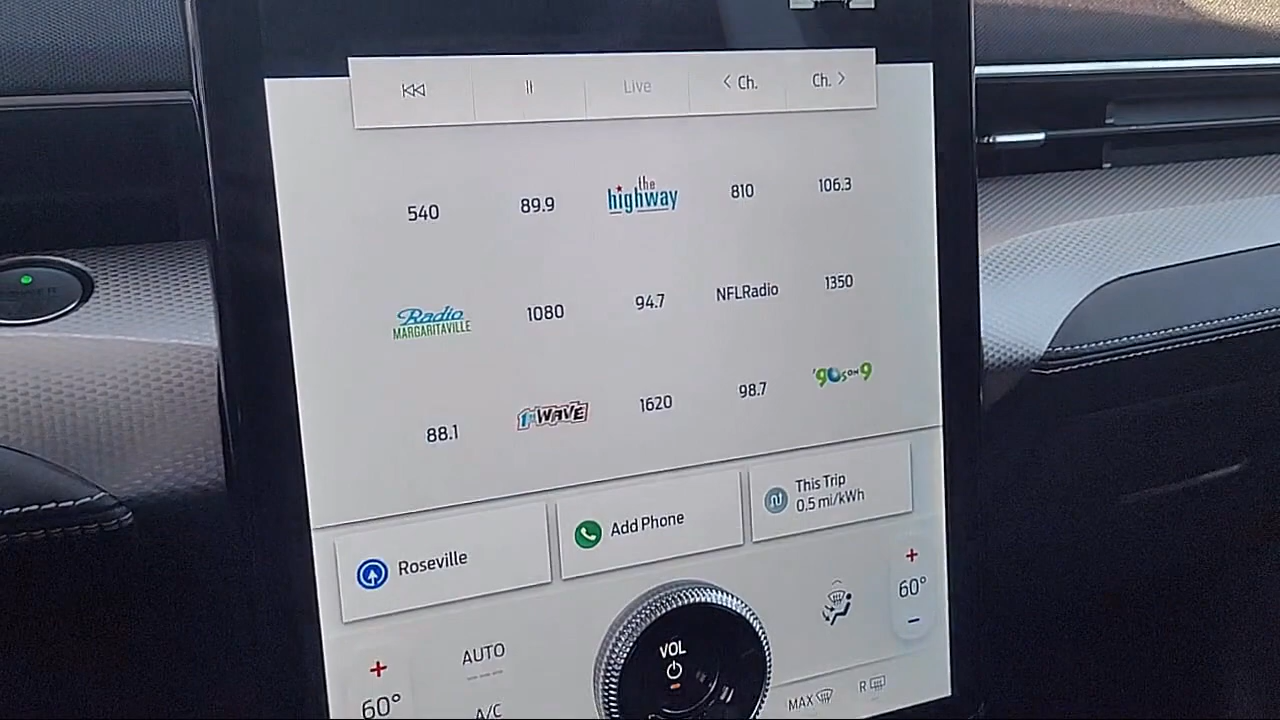 Live
< Ch.
Ch. >
540
89.9
the highway
810
106.3
Radio
MARGARITAVILLE
1080
94.7
NFLRadio
1350
88.1
1st WAVE
1620
98.7
'90s ON 9
Roseville
Add Phone
This Trip
0.5 mi/kWh
+
60°
−
+
60°
AUTO
A/C
VOL
MAX
R